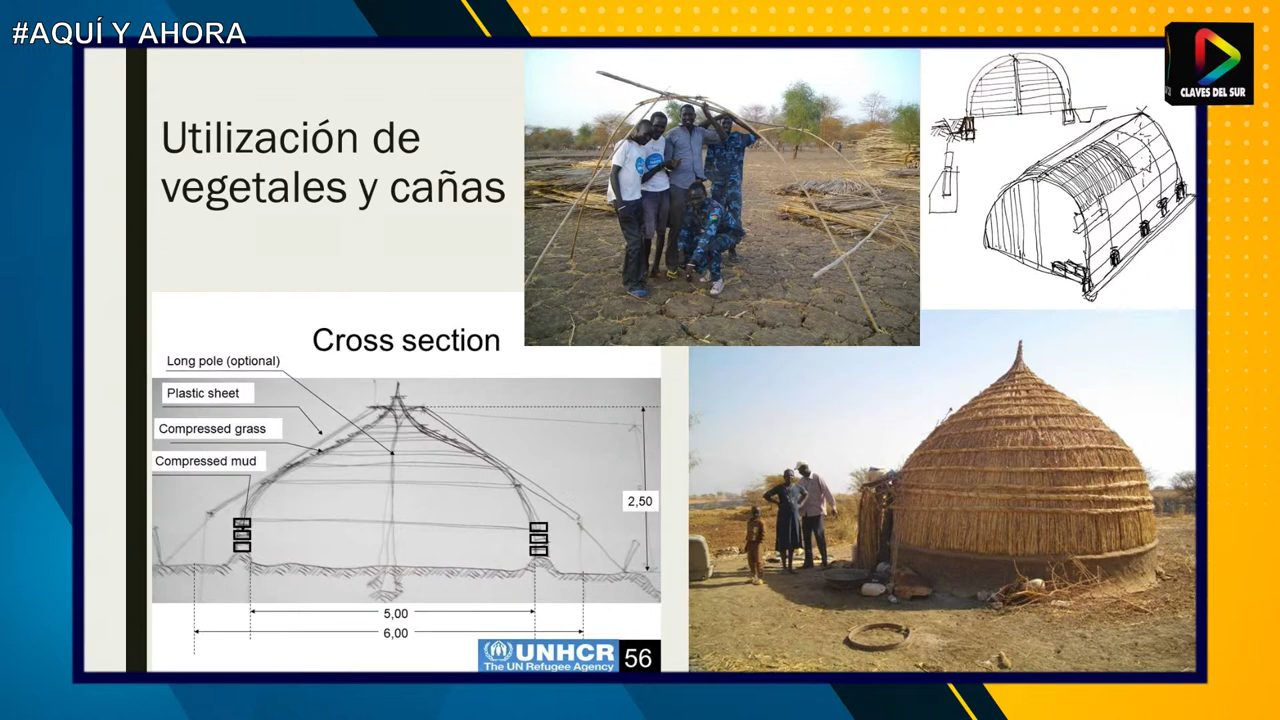 #AQUÍ Y AHORA
CLAVES DEL SUR
Utilización de
vegetales y cañas
Cross section
Long pole (optional)
Plastic sheet
Compressed grass
Compressed mud
2,50
5,00
6,00
UNHCR
The UN Refugee Agency
56